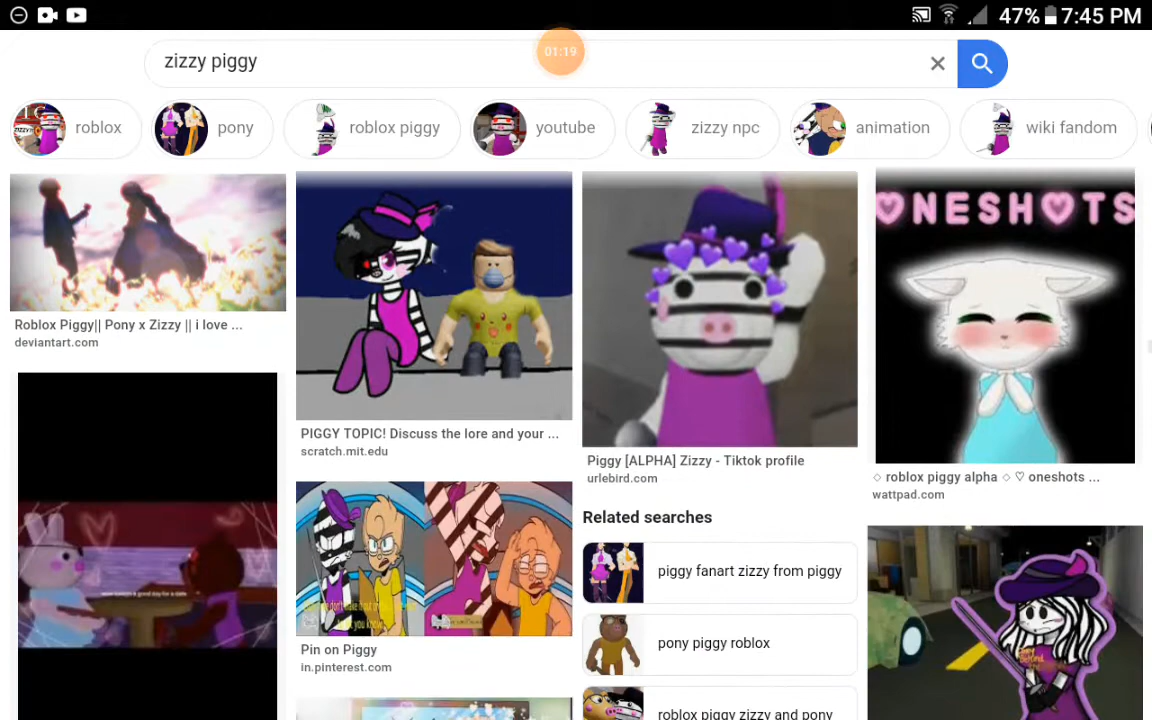 47% 7:45 PM
zizzy piggy
01:19
roblox
pony
roblox piggy
youtube
zizzy npc
animation
wiki fandom
Roblox Piggy|| Pony x Zizzy || i love ...
deviantart.com
PIGGY TOPIC! Discuss the lore and your ...
scratch.mit.edu
Piggy [ALPHA] Zizzy - Tiktok profile
urlebird.com
ONESHOTS
◇ roblox piggy alpha ◇ ♡ oneshots ...
wattpad.com
Related searches
piggy fanart zizzy from piggy
pony piggy roblox
roblox piggy zizzy and pony
Pin on Piggy
in.pinterest.com